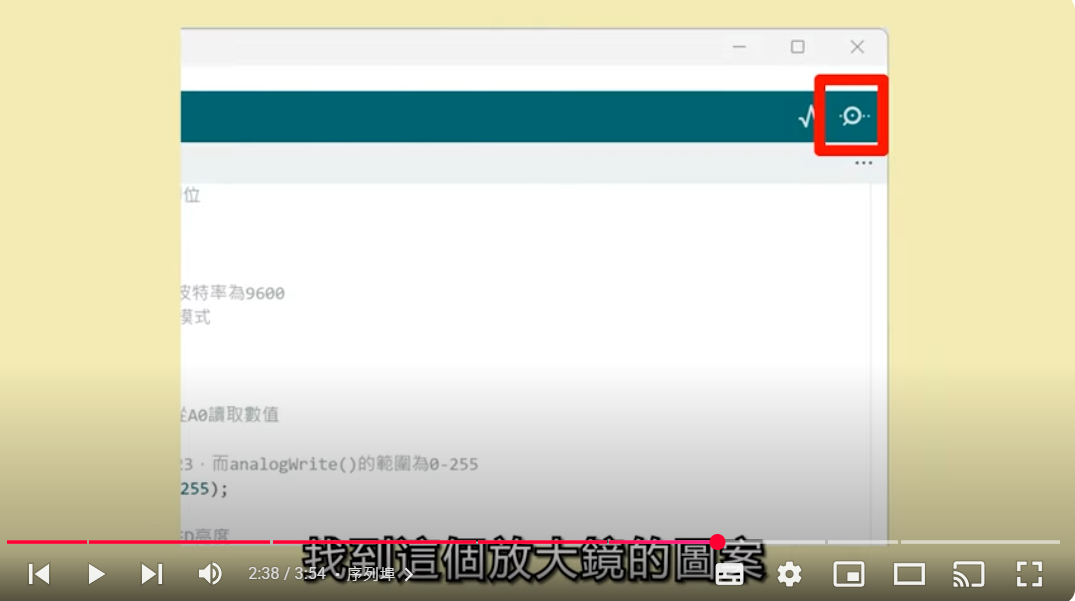 位
波特率為9600
模式
從A0讀取數值
23，而analogWrite()的範圍為0-255
255);
ED亮度
找到這個放大鏡的圖案
2:38 / 3:54 • 序列埠 >